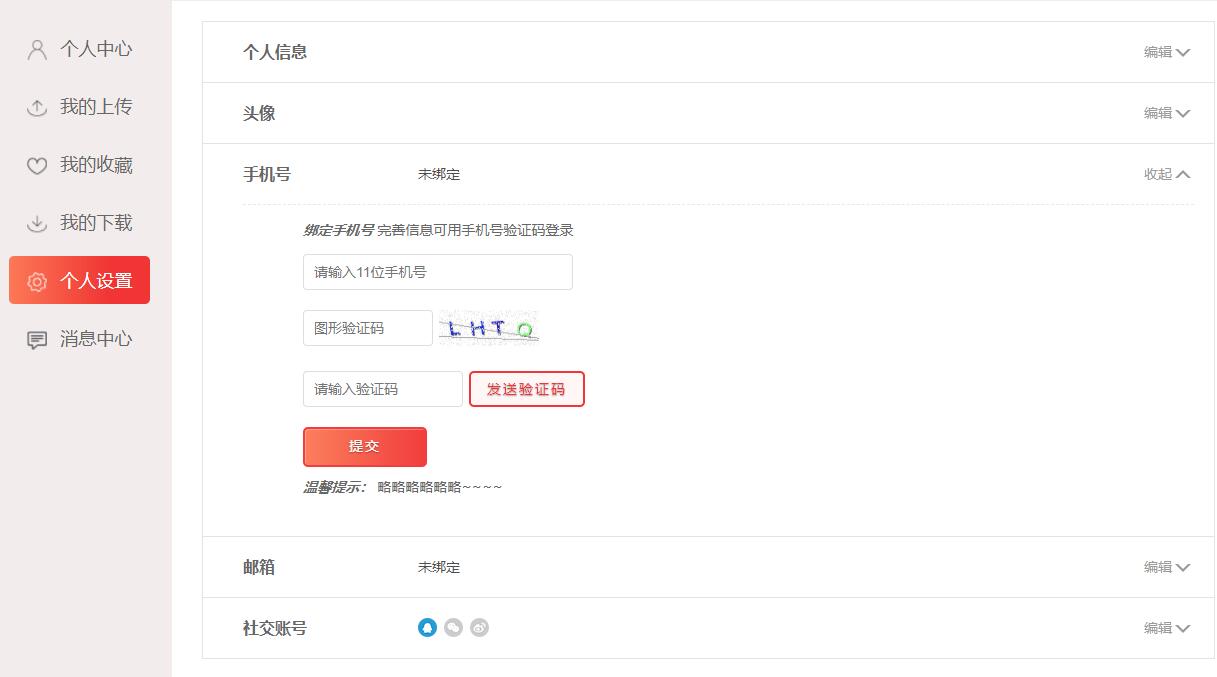 个人中心
我的上传
我的收藏
我的下载
个人设置
消息中心
个人信息 编辑
头像 编辑
手机号 未绑定 收起
绑定手机号 完善信息可用手机号验证码登录
请输入11位手机号
图形验证码 LHTQ
请输入验证码 发送验证码
提交
温馨提示： 略略略略略略~~~~
邮箱 未绑定 编辑
社交账号 编辑